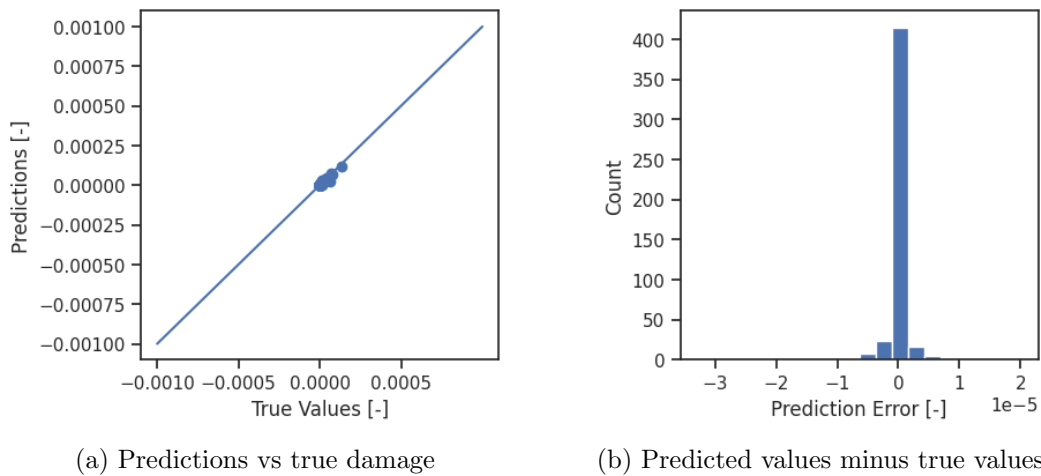 0.00100
0.00075
0.00050
0.00025
0.00000
−0.00025
−0.00050
−0.00075
−0.00100
Predictions [-]
−0.0010 −0.0005 0.0000 0.0005
True Values [-]
400
350
300
250
200
150
100
50
0
Count
−3 −2 −1 0 1 2
1e−5
Prediction Error [-]
(a) Predictions vs true damage
(b) Predicted values minus true values